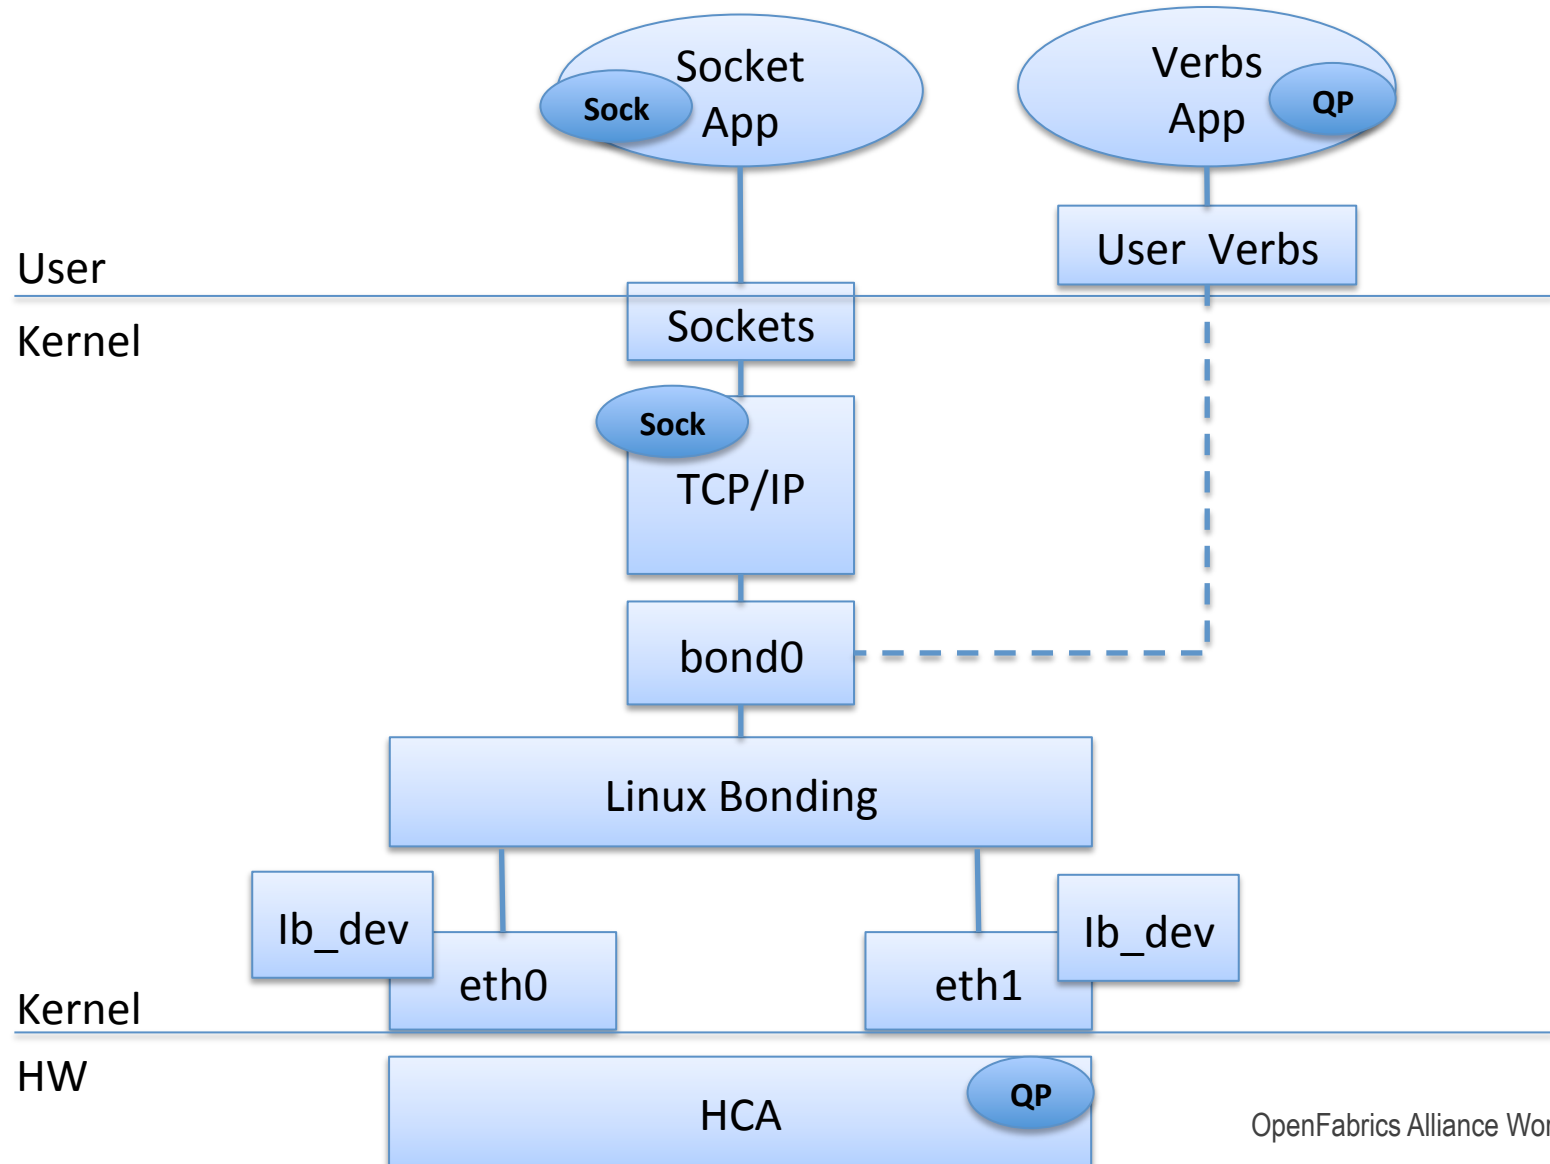 Socket
App
Sock
Verbs
App
QP
User Verbs
User
Kernel
Sockets
Sock
TCP/IP
bond0
Linux Bonding
Ib_dev
eth0
eth1
Ib_dev
Kernel
HW
HCA
QP
OpenFabrics Alliance